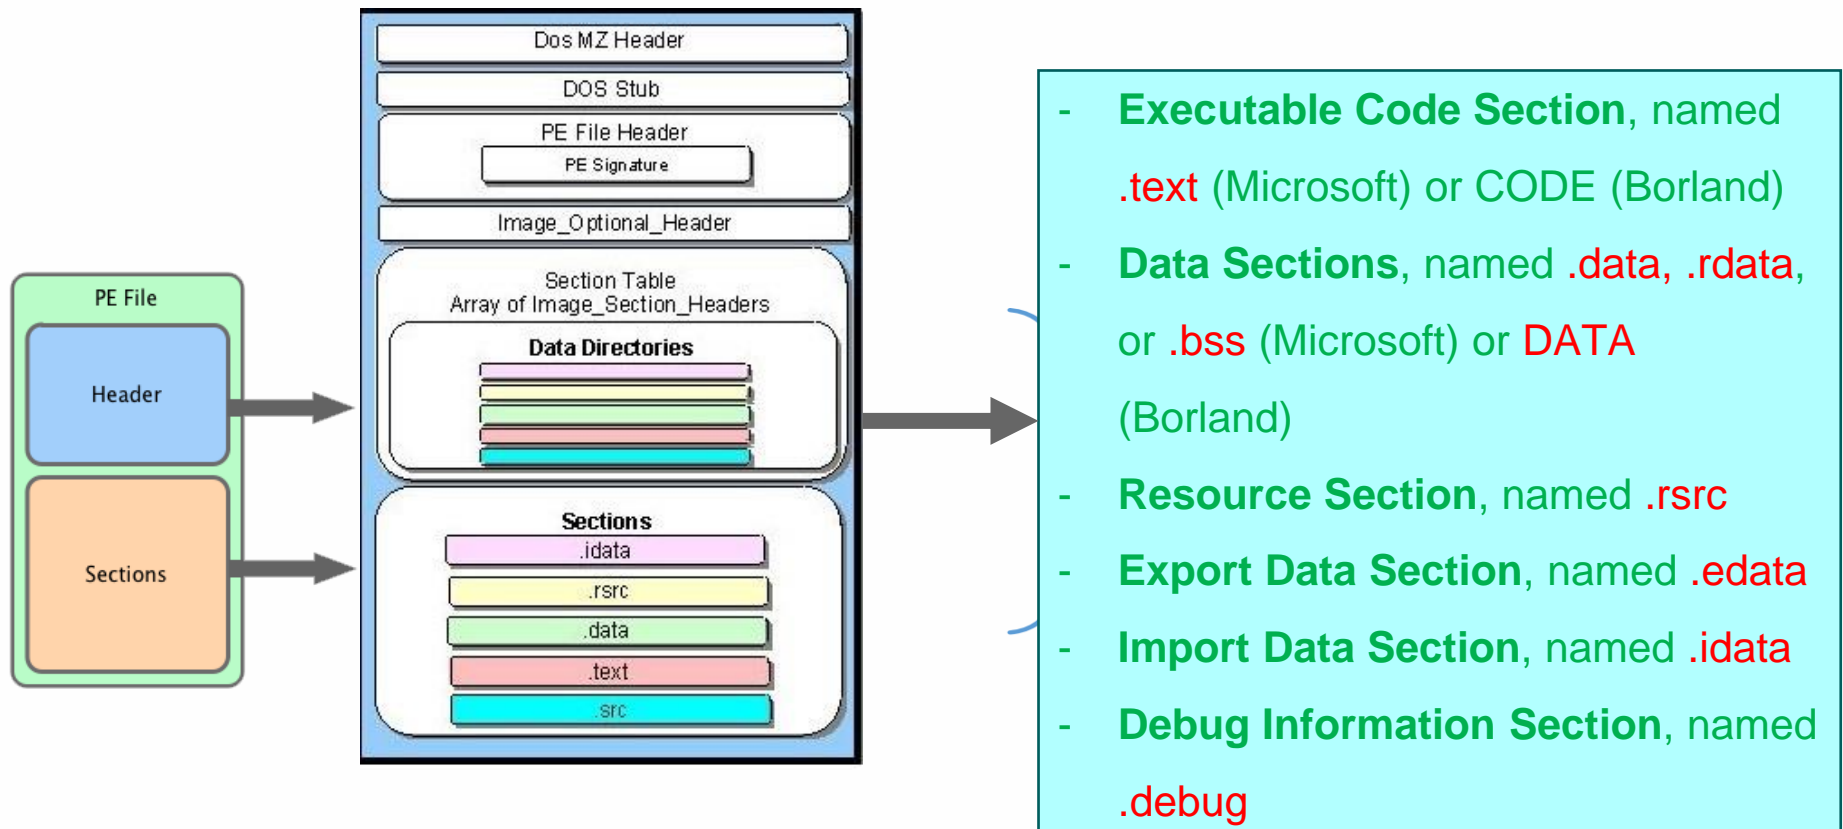 PE File
Header
Sections
Dos MZ Header
DOS Stub
PE File Header
PE Signature
Image_Optional_Header
Section Table
Array of Image_Section_Headers
Data Directories
Sections
.idata
.rsrc
.data
.text
.src
- Executable Code Section, named
.text (Microsoft) or CODE (Borland)
- Data Sections, named .data, .rdata,
or .bss (Microsoft) or DATA
(Borland)
- Resource Section, named .rsrc
- Export Data Section, named .edata
- Import Data Section, named .idata
- Debug Information Section, named
.debug